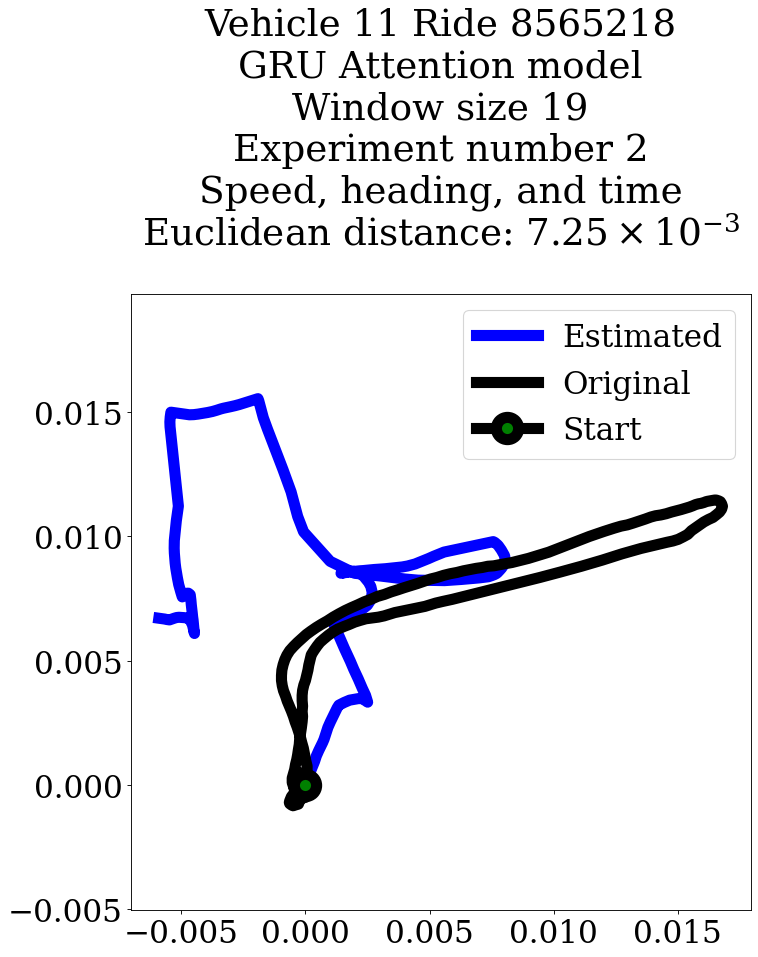 Vehicle 11 Ride 8565218
GRU Attention model
Window size 19
Experiment number 2
Speed, heading, and time
Euclidean distance: 7.25 × 10⁻³
Estimated
Original
Start
0.015
0.010
0.005
0.000
−0.005
−0.005 0.000 0.005 0.010 0.015